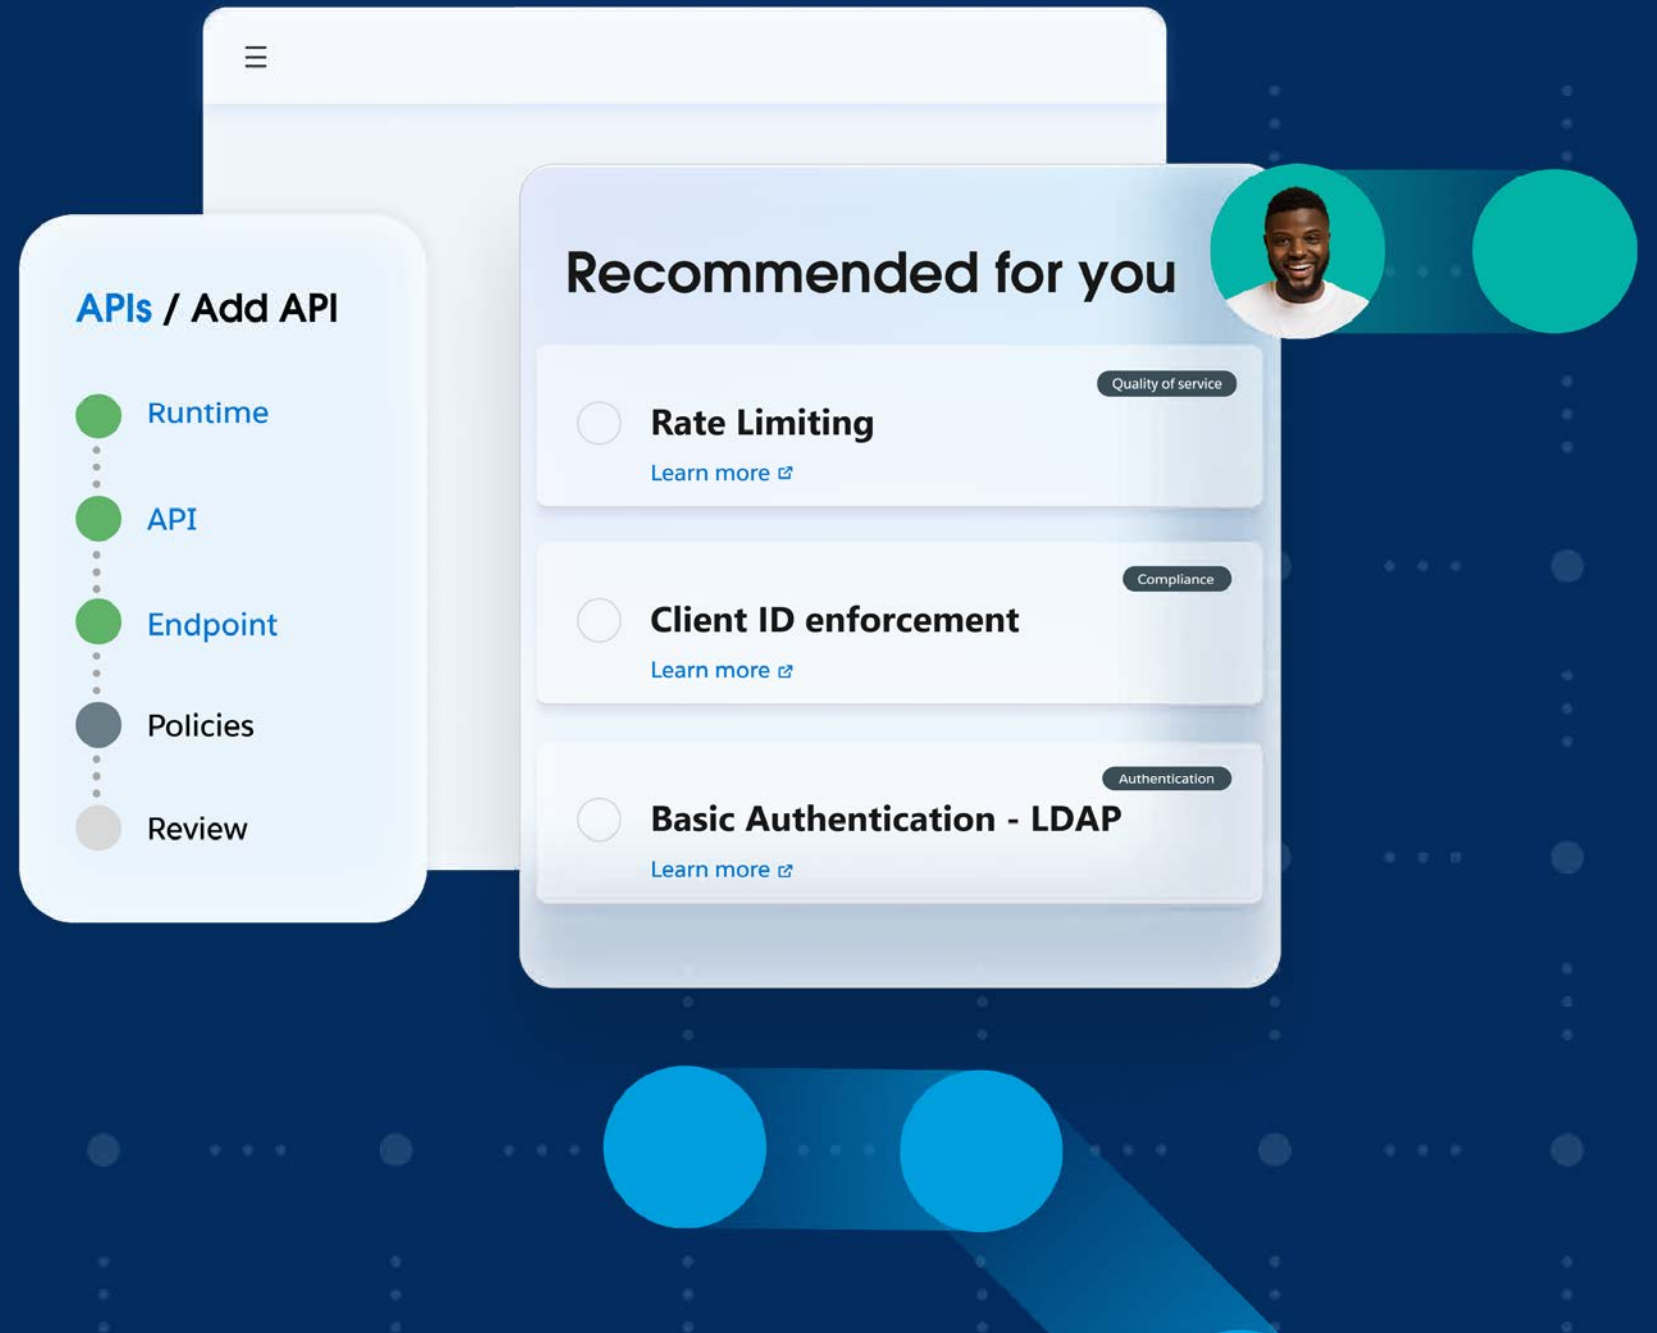 APIs / Add API
Runtime
API
Endpoint
Policies
Review
Recommended for you
Quality of service
Rate Limiting
Learn more
Compliance
Client ID enforcement
Learn more
Authentication
Basic Authentication - LDAP
Learn more